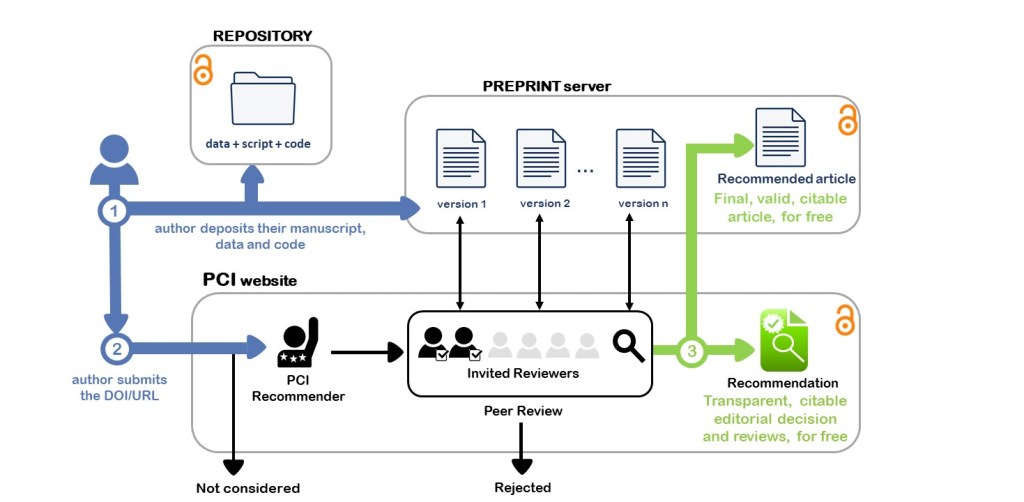 REPOSITORY
data + script + code
PREPRINT server
version 1
version 2
...
version n
Recommended article
Final, valid, citable
article, for free
1
author deposits their manuscript,
data and code
PCI website
2
author submits
the DOI/URL
PCI
Recommender
Invited Reviewers
Peer Review
3
Recommendation
Transparent, citable
editorial decision
and reviews, for free
Not considered
Rejected